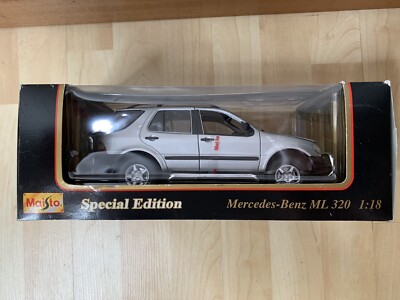 Maisto
Special Edition
Mercedes-Benz ML 320 1:18